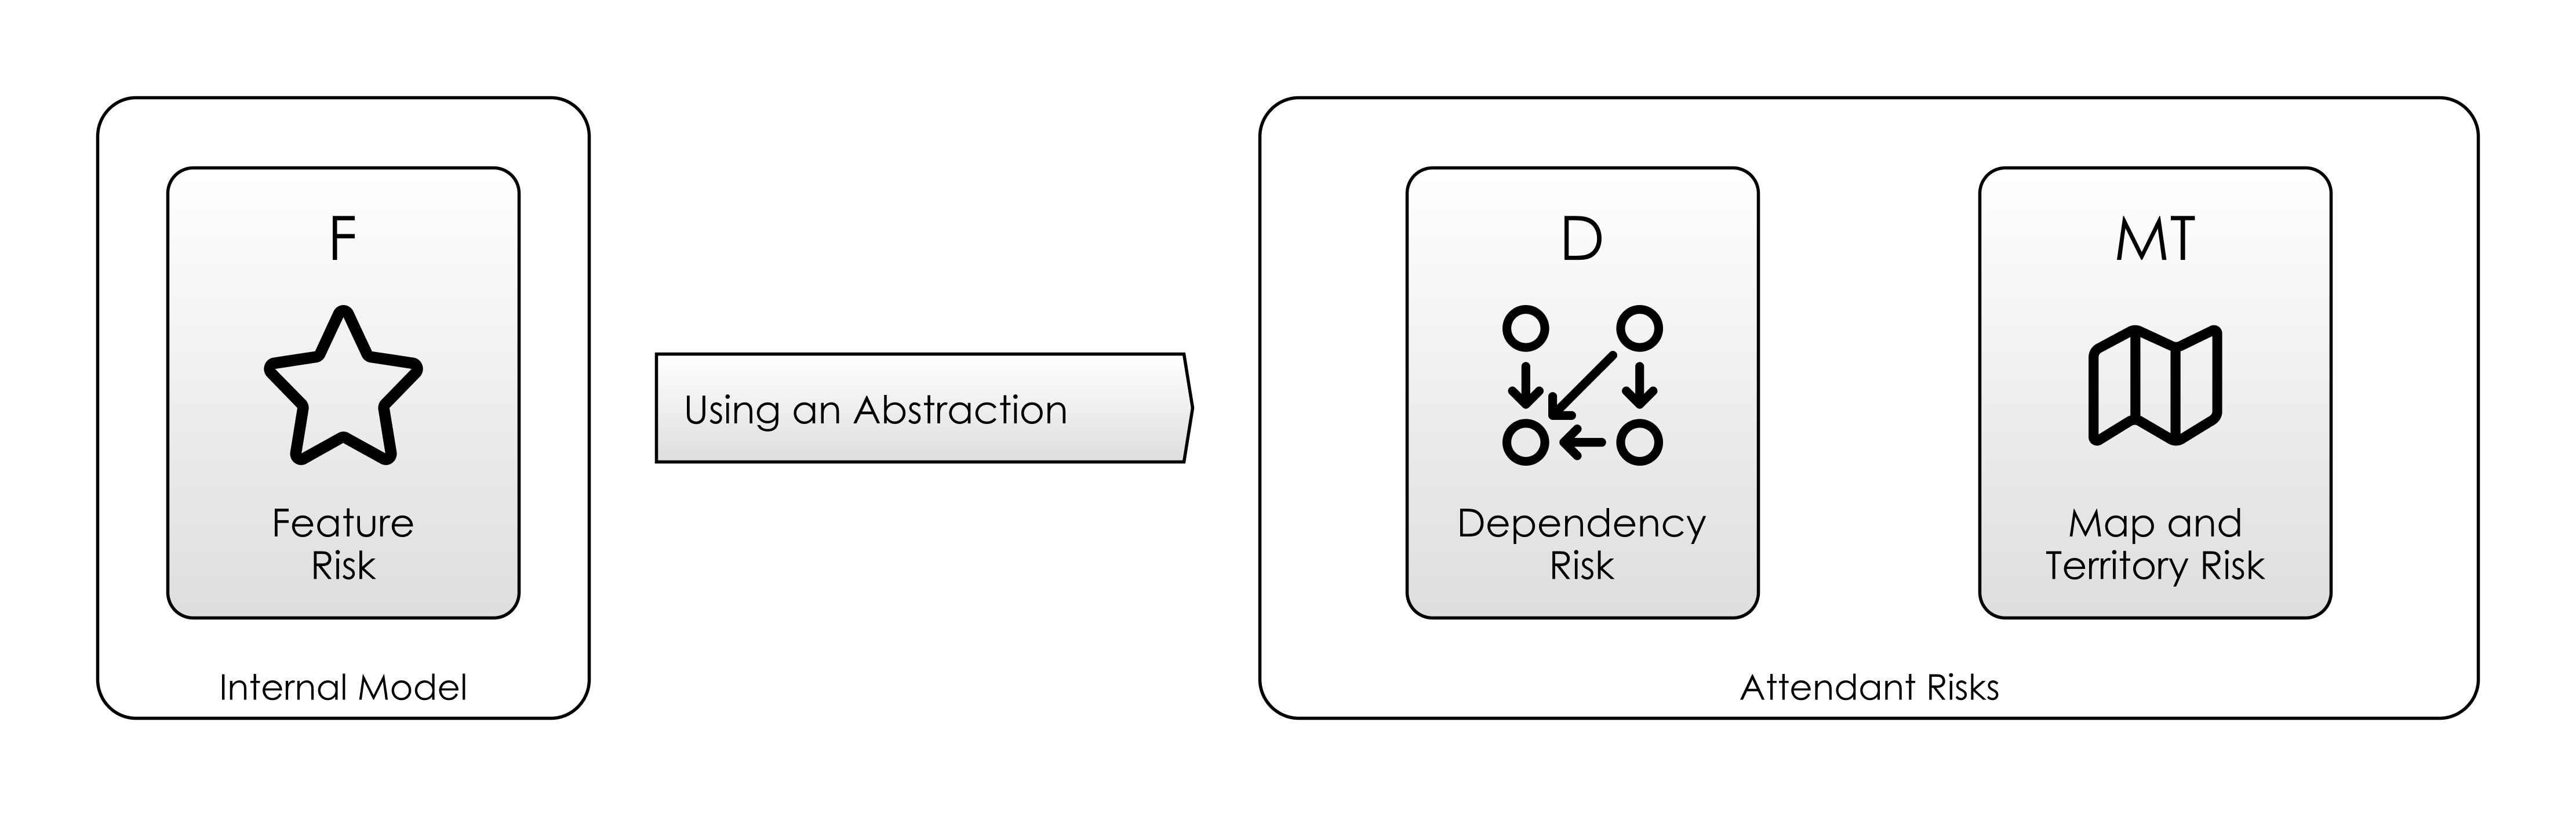 F
Feature
Risk
Internal Model
Using an Abstraction
D
Dependency
Risk
MT
Map and
Territory Risk
Attendant Risks